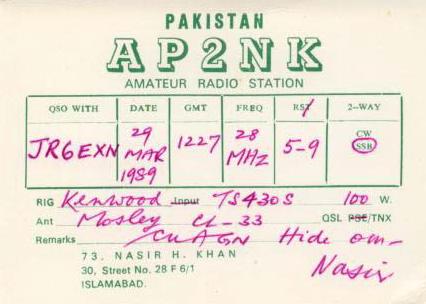 PAKISTAN
AP2NK
AMATEUR RADIO STATION
QSO WITH DATE GMT FREQ RST 2-WAY
JR6EXN 29 MAR 1989 1227 28 MHz 5-9 CW SSB
RIG Kenwood Input TS430S 100 W.
Ant Mosley CL-33 QSL PSE/TNX
Remarks CU AGN Hide om-
73. NASIR H. KHAN Nasir
30, Street No. 28 F 6/1
ISLAMABAD.